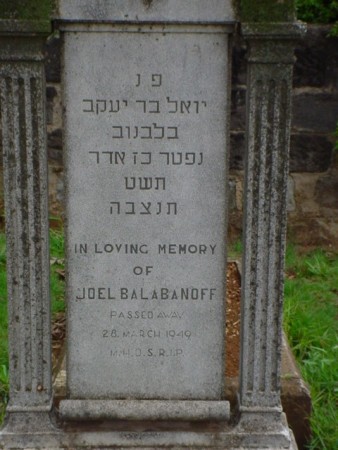 פ נ
יואל בר יעקב
בלבנוב
נפטר כז אדר
תשט
תנצבה
IN LOVING MEMORY
OF
JOEL BALABANOFF
PASSED AWAY
28 MARCH 1949
M.H.D.S.R.I.P.